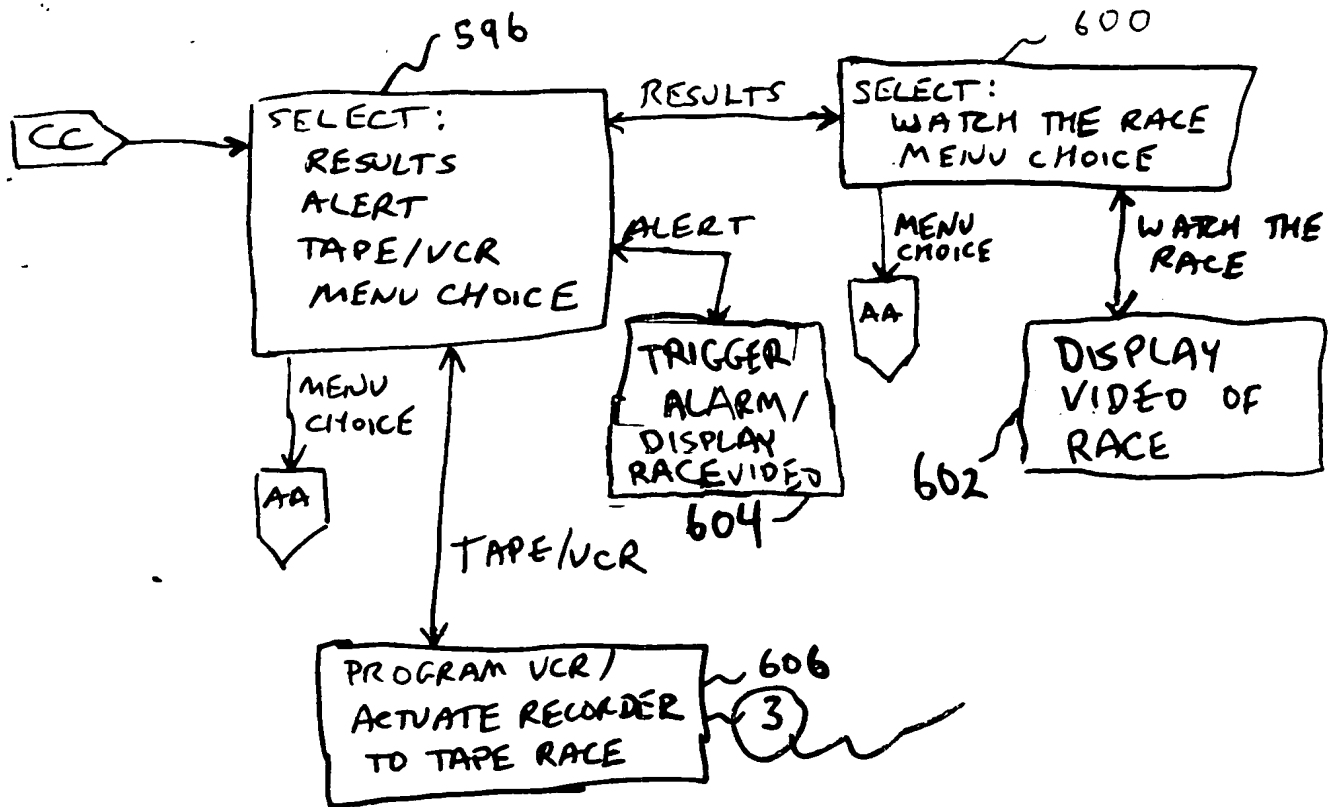 596
600
CC
SELECT:
RESULTS
ALERT
TAPE/VCR
MENU CHOICE
RESULTS
SELECT:
WATCH THE RACE
MENU CHOICE
ALERT
MENU
CHOICE
WATCH THE
RACE
AA
MENU
CHOICE
TRIGGER
ALARM/
DISPLAY
RACE VIDEO
604
DISPLAY
VIDEO OF
RACE
602
AA
TAPE/VCR
PROGRAM VCR/
ACTUATE RECORDER
TO TAPE RACE
606
3